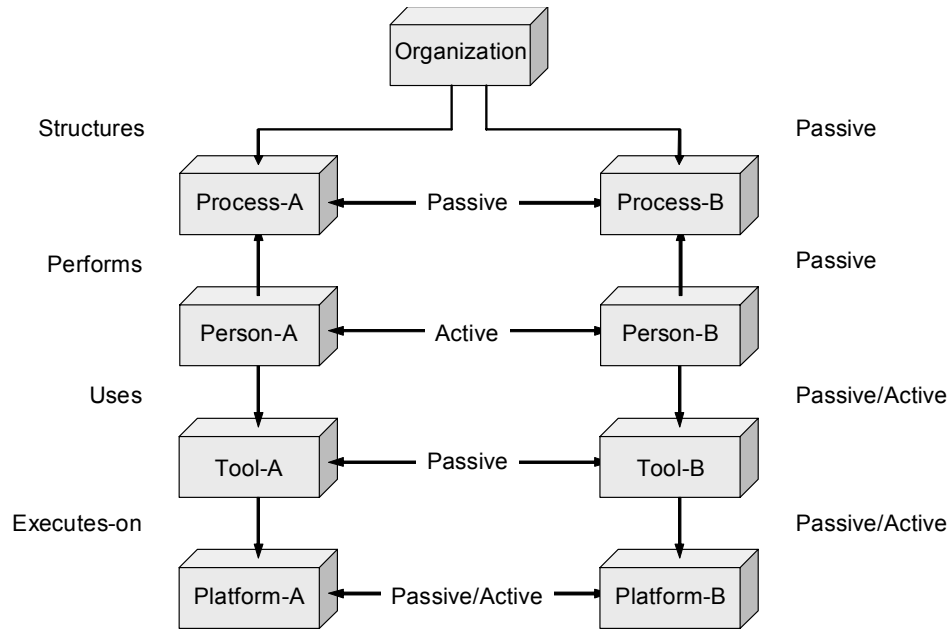 Organization
Structures
Passive
Process-A
Passive
Process-B
Performs
Passive
Person-A
Active
Person-B
Uses
Passive/Active
Tool-A
Passive
Tool-B
Executes-on
Passive/Active
Platform-A
Passive/Active
Platform-B